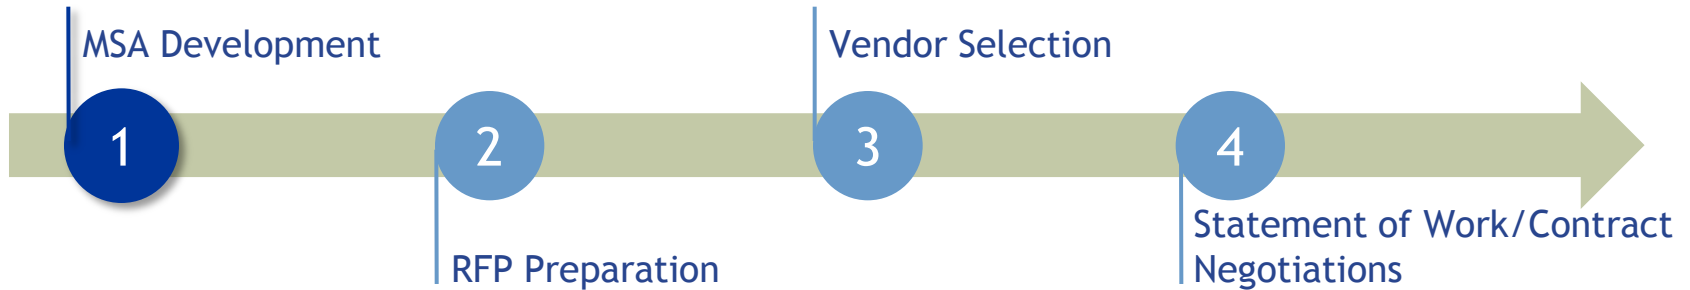 MSA Development
Vendor Selection
1
2
3
4
RFP Preparation
Statement of Work/Contract
Negotiations